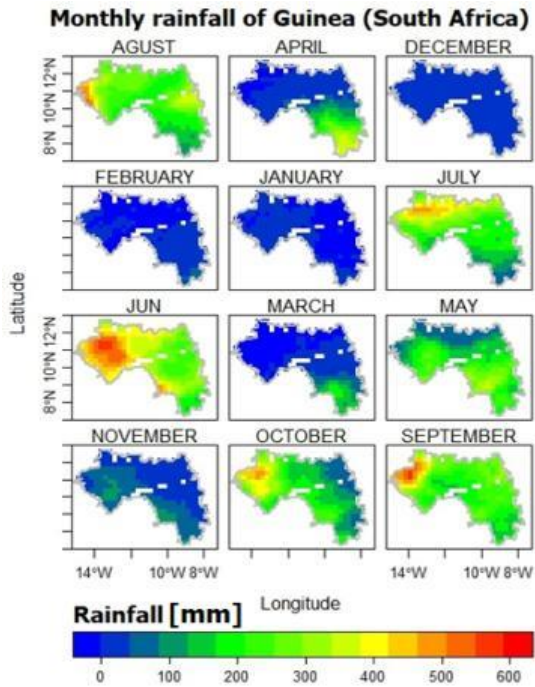 Monthly rainfall of Guinea (South Africa)
AGUST APRIL DECEMBER
12°N
10°N
8°N
FEBRUARY JANUARY JULY
Latitude
JUN MARCH MAY
12°N
10°N
8°N
NOVEMBER OCTOBER SEPTEMBER
14°W 10°W 8°W 14°W 10°W 8°W
Longitude
Rainfall [mm]
0 100 200 300 400 500 600